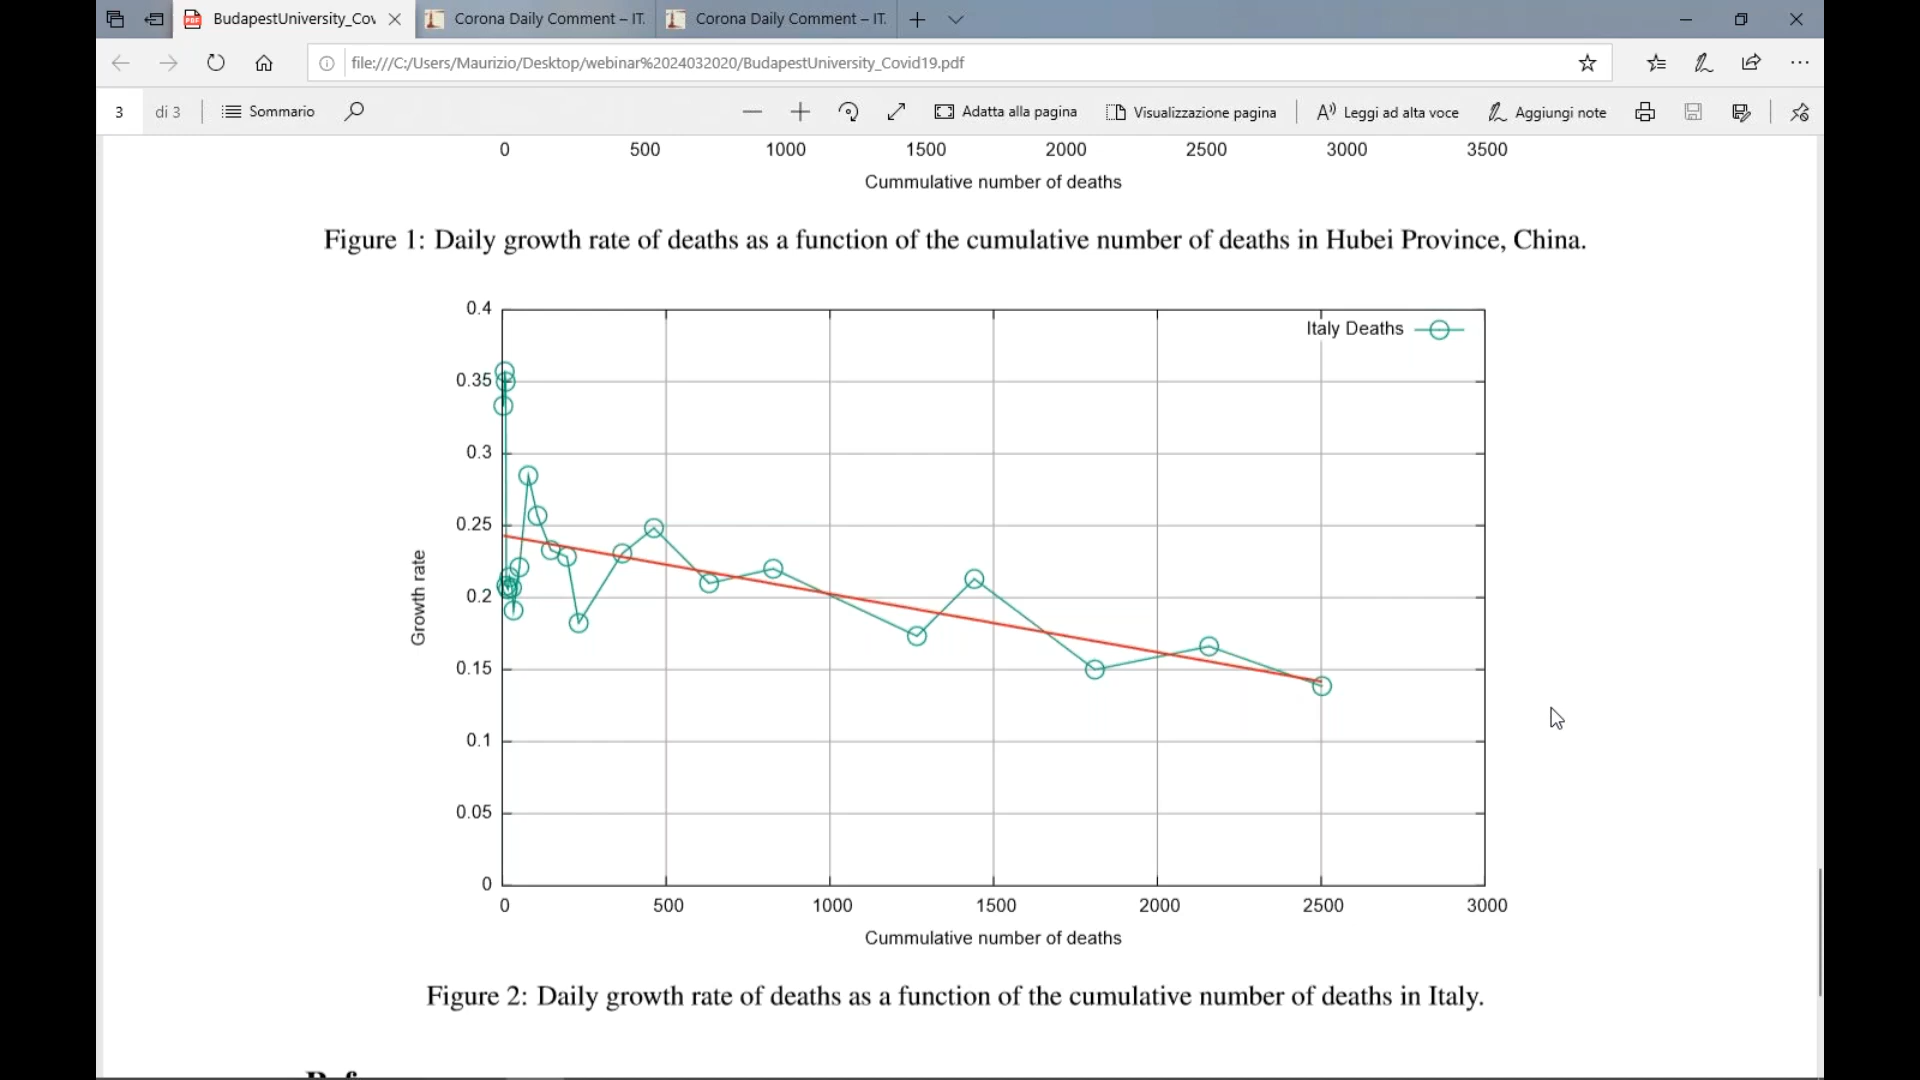 BudapestUniversity_Cov
Corona Daily Comment – IT.
Corona Daily Comment – IT.
file:///C:/Users/Maurizio/Desktop/webinar%2024032020/BudapestUniversity_Covid19.pdf
3 di 3 Sommario Adatta alla pagina Visualizzazione pagina Leggi ad alta voce Aggiungi note
0 500 1000 1500 2000 2500 3000 3500
Cummulative number of deaths
Figure 1: Daily growth rate of deaths as a function of the cumulative number of deaths in Hubei Province, China.
Italy Deaths
0.4
0.35
0.3
0.25
0.2
0.15
0.1
0.05
0
Growth rate
0 500 1000 1500 2000 2500 3000
Cummulative number of deaths
Figure 2: Daily growth rate of deaths as a function of the cumulative number of deaths in Italy.